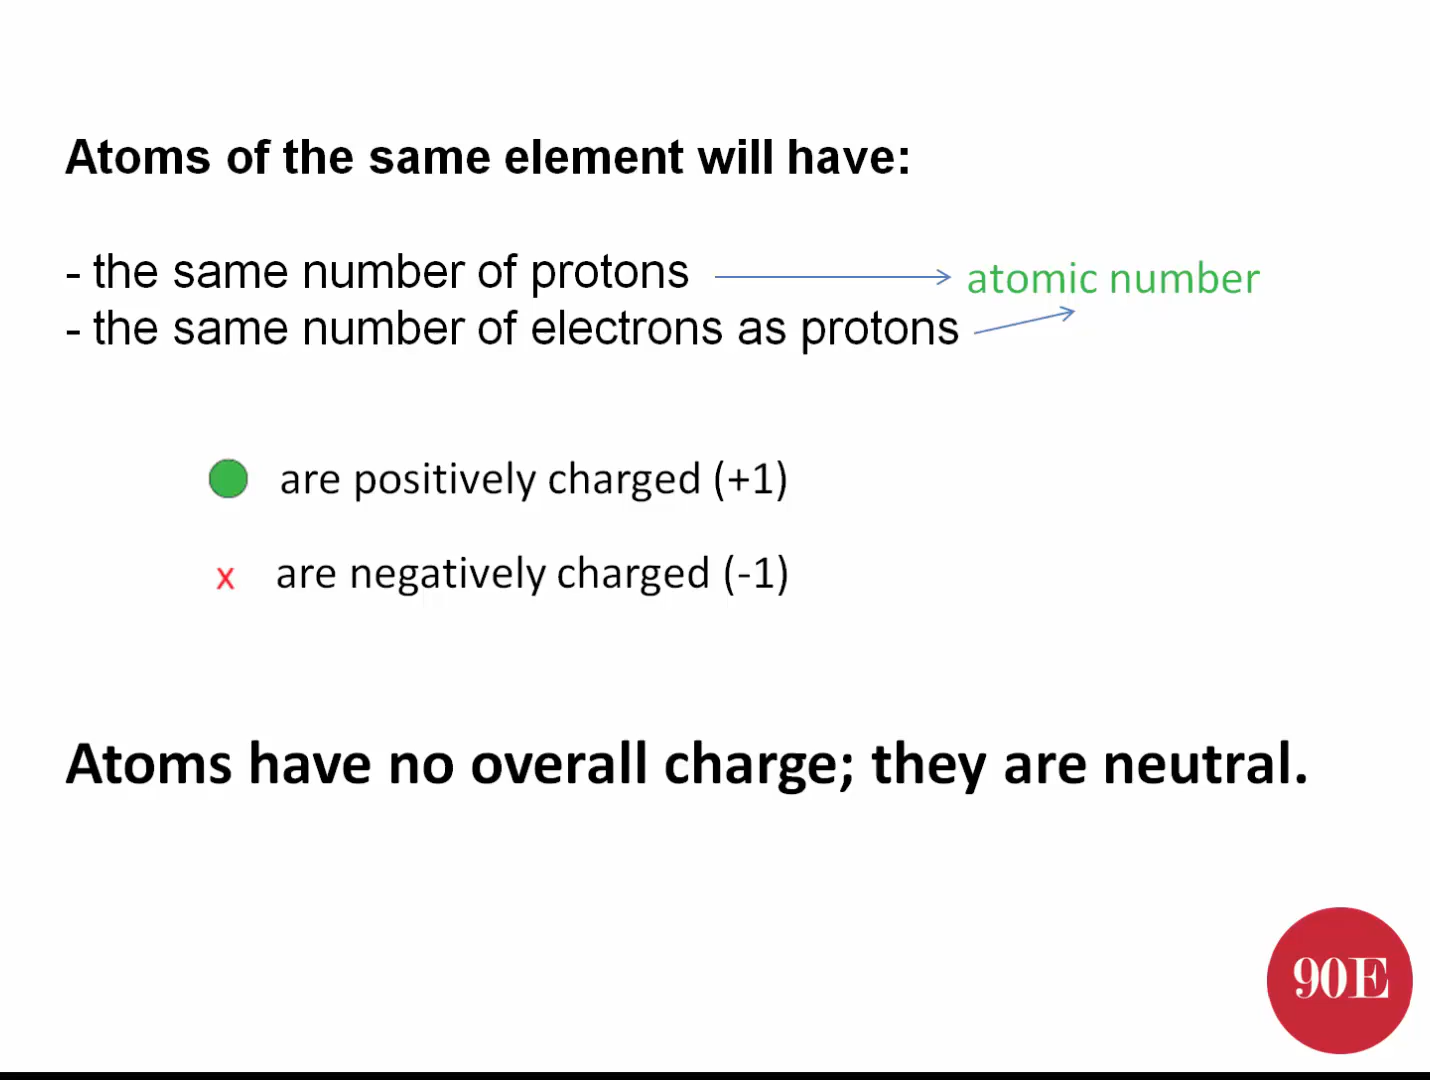 Atoms of the same element will have:
- the same number of protons
atomic number
- the same number of electrons as protons
are positively charged (+1)
x are negatively charged (-1)
Atoms have no overall charge; they are neutral.
90E